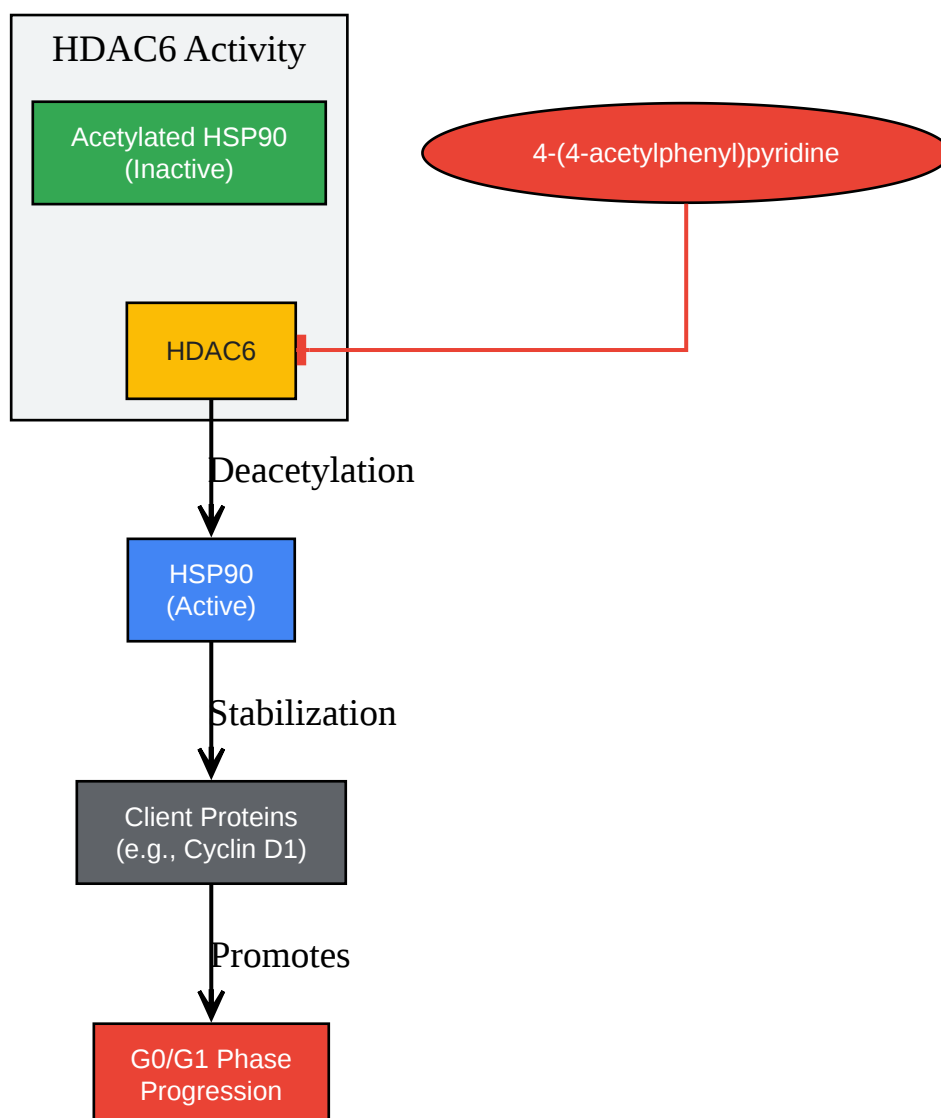 HDAC6 Activity
Acetylated HSP90
(Inactive)
4-(4-acetylphenyl)pyridine
HDAC6
Deacetylation
HSP90
(Active)
Stabilization
Client Proteins
(e.g., Cyclin D1)
Promotes
G0/G1 Phase
Progression